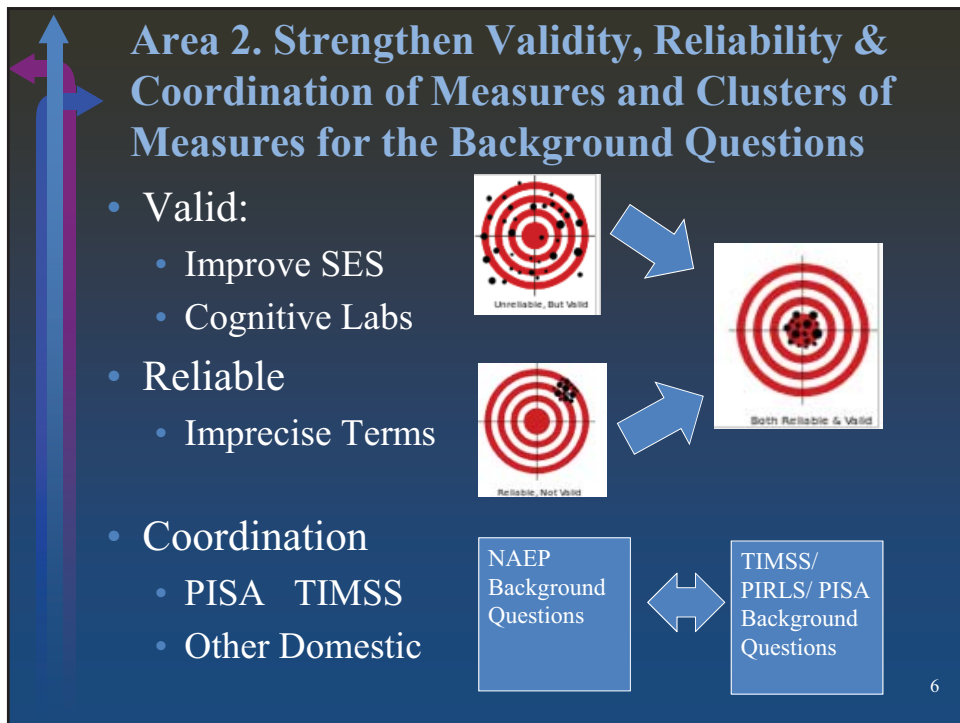 Area 2. Strengthen Validity, Reliability &
Coordination of Measures and Clusters of
Measures for the Background Questions
• Valid:
• Improve SES
• Cognitive Labs
• Reliable
• Imprecise Terms
• Coordination
• PISA TIMSS
• Other Domestic
Unreliable, But Valid
Reliable, Not Valid
Both Reliable & Valid
NAEP
Background
Questions
TIMSS/
PIRLS/ PISA
Background
Questions
6